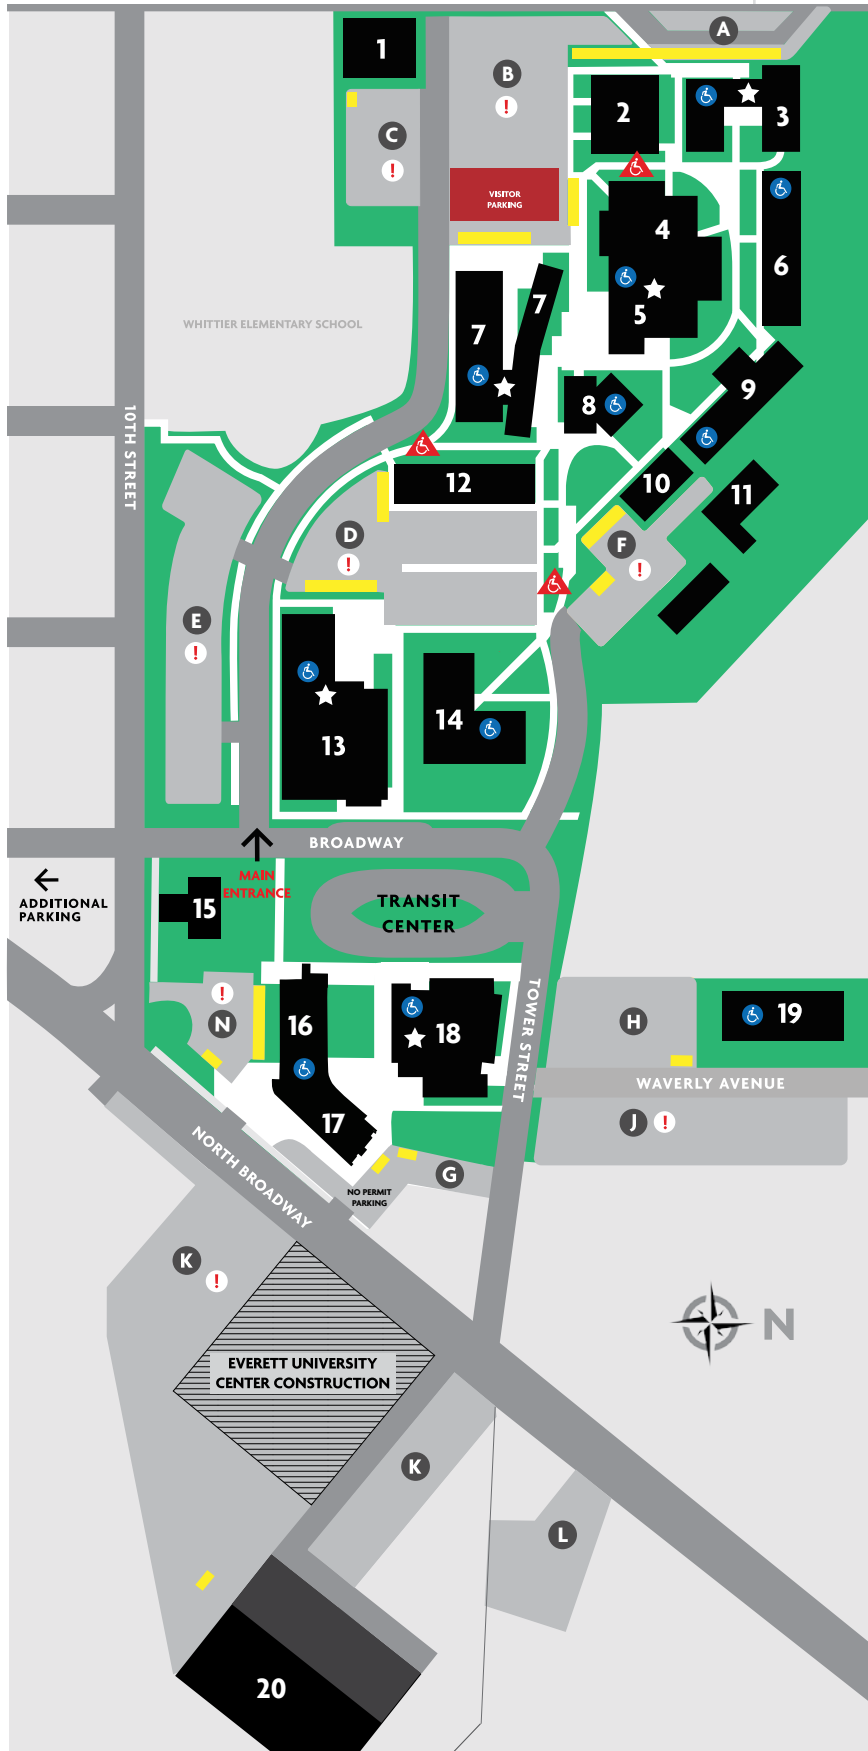 A
1
B
!
2
3
C
!
VISITOR
PARKING
4
6
5
7
7
WHITTIER ELEMENTARY SCHOOL
9
8
10TH STREET
12
10
11
D
!
F
!
E
!
14
13
BROADWAY
MAIN
ENTRANCE
ADDITIONAL
PARKING
15
TRANSIT
CENTER
!
N
16
18
TOWER STREET
H
19
WAVERLY AVENUE
17
J
!
NORTH BROADWAY
G
NO PERMIT
PARKING
K
!
N
EVERETT UNIVERSITY
CENTER CONSTRUCTION
K
L
20